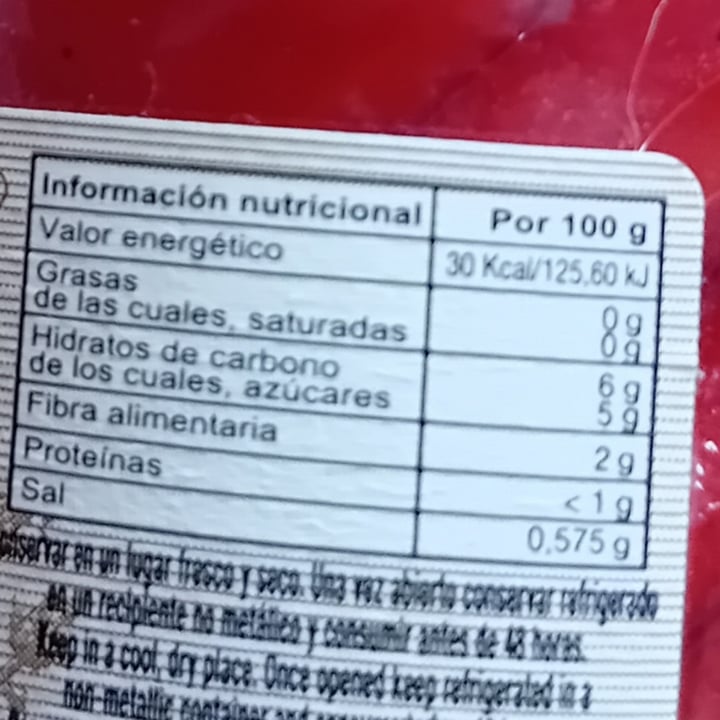 Información nutricional Por 100 g
Valor energético 30 Kcal/125,60 kJ
Grasas 0 g
de las cuales, saturadas 0 g
Hidratos de carbono 6 g
de los cuales, azúcares 5 g
Fibra alimentaria 2 g
Proteínas < 1 g
Sal 0,575 g
Conservar en un lugar fresco y seco. Una vez abierto conservar refrigerado
en un recipiente no metálico y consumir antes de 48 horas.
Keep in a cool, dry place. Once opened keep refrigerated in a
non-metallic container and